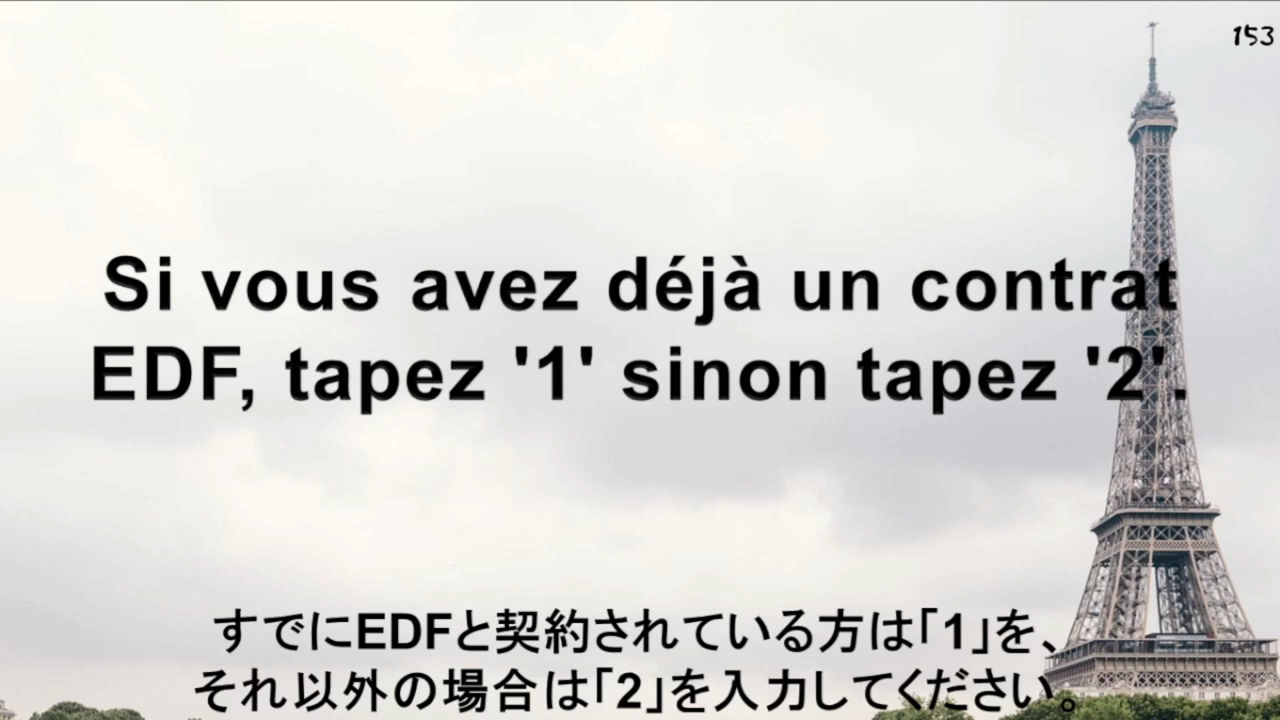 153
Si vous avez déjà un contrat
EDF, tapez '1' sinon tapez '2'.
すでにEDFと契約されている方は「1」を、
それ以外の場合は「2」を入力してください。